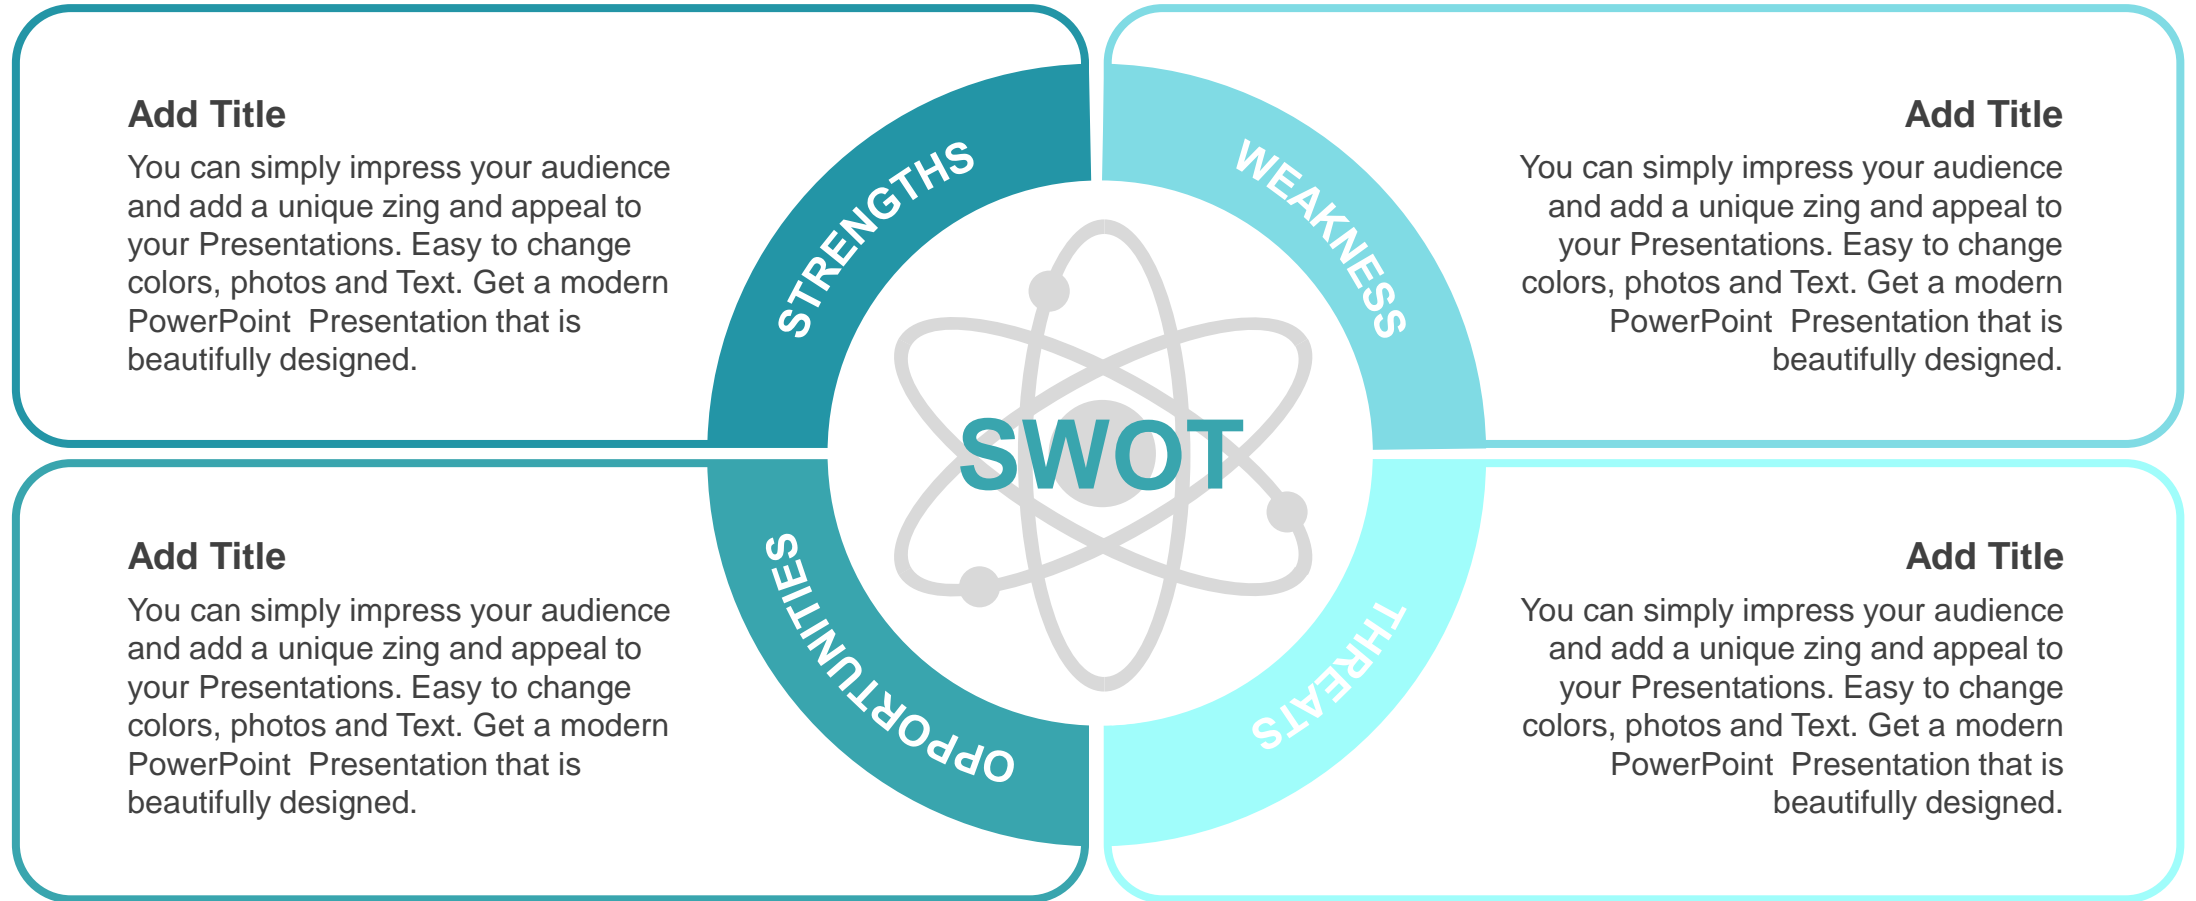 Add Title
You can simply impress your audience
and add a unique zing and appeal to
your Presentations. Easy to change
colors, photos and Text. Get a modern
PowerPoint  Presentation that is
beautifully designed.
STRENGTHS
WEAKNESS
Add Title
You can simply impress your audience
and add a unique zing and appeal to
your Presentations. Easy to change
colors, photos and Text. Get a modern
PowerPoint  Presentation that is
beautifully designed.
SWOT
Add Title
You can simply impress your audience
and add a unique zing and appeal to
your Presentations. Easy to change
colors, photos and Text. Get a modern
PowerPoint  Presentation that is
beautifully designed.
OPPORTUNITIES
THREATS
Add Title
You can simply impress your audience
and add a unique zing and appeal to
your Presentations. Easy to change
colors, photos and Text. Get a modern
PowerPoint  Presentation that is
beautifully designed.